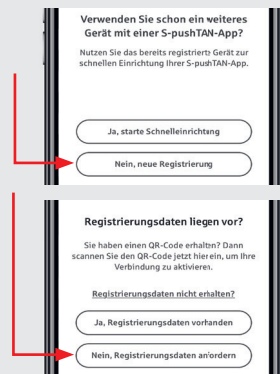 Verwenden Sie schon ein weiteres
Gerät mit einer S-pushTAN-App?
Nutzen Sie das bereits registrierte Gerät zur
schnellen Einrichtung Ihrer S-pushTAN-App.
Ja, starte Schnelleinrichtung
Nein, neue Registrierung
Registrierungsdaten liegen vor?
Sie haben einen QR-Code erhalten? Dann
scannen Sie den QR-Code jetzt hier ein, um Ihre
Verbindung zu aktivieren.
Registrierungsdaten nicht erhalten?
Ja, Registrierungsdaten vorhanden
Nein, Registrierungsdaten anfordern